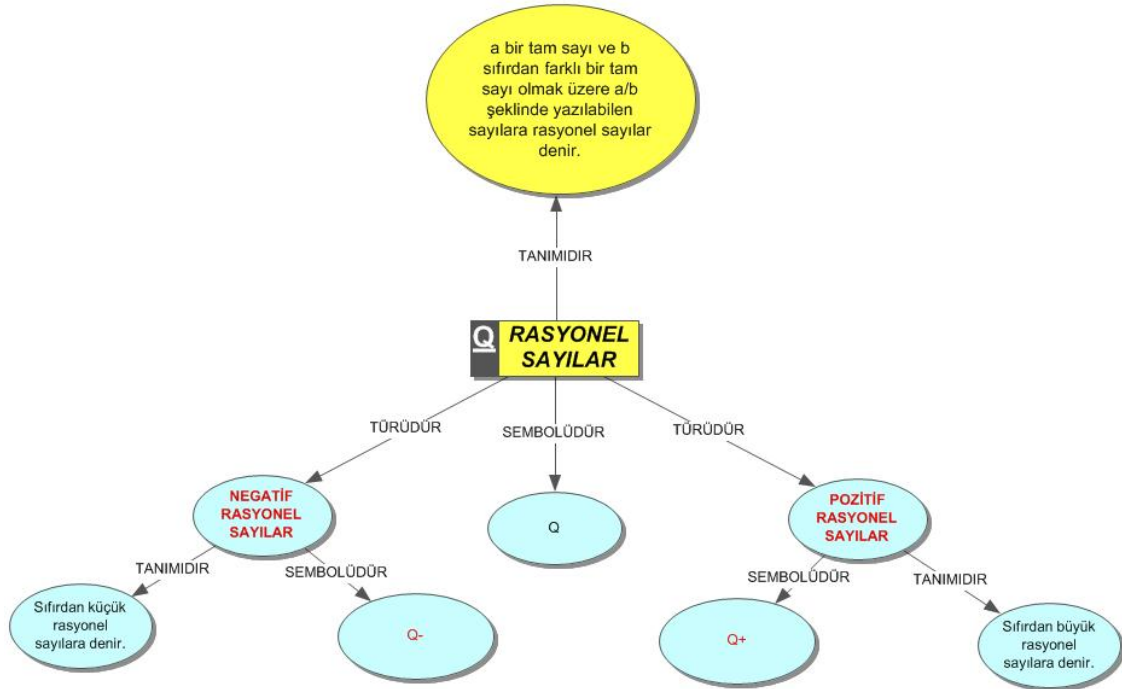 a bir tam sayı ve b
sıfırdan farklı bir tam
sayı olmak üzere a/b
şeklinde yazılabilen
sayılara rasyonel sayılar
denir.
TANIMIDIR
Q
RASYONEL
SAYILAR
TÜRÜDÜR
SEMBOLÜDÜR
TÜRÜDÜR
NEGATİF
RASYONEL
SAYILAR
Q
POZİTİF
RASYONEL
SAYILAR
TANIMIDIR
SEMBOLÜDÜR
SEMBOLÜDÜR
TANIMIDIR
Sıfırdan küçük
rasyonel
sayılara denir.
Q-
Q+
Sıfırdan büyük
rasyonel
sayılara denir.